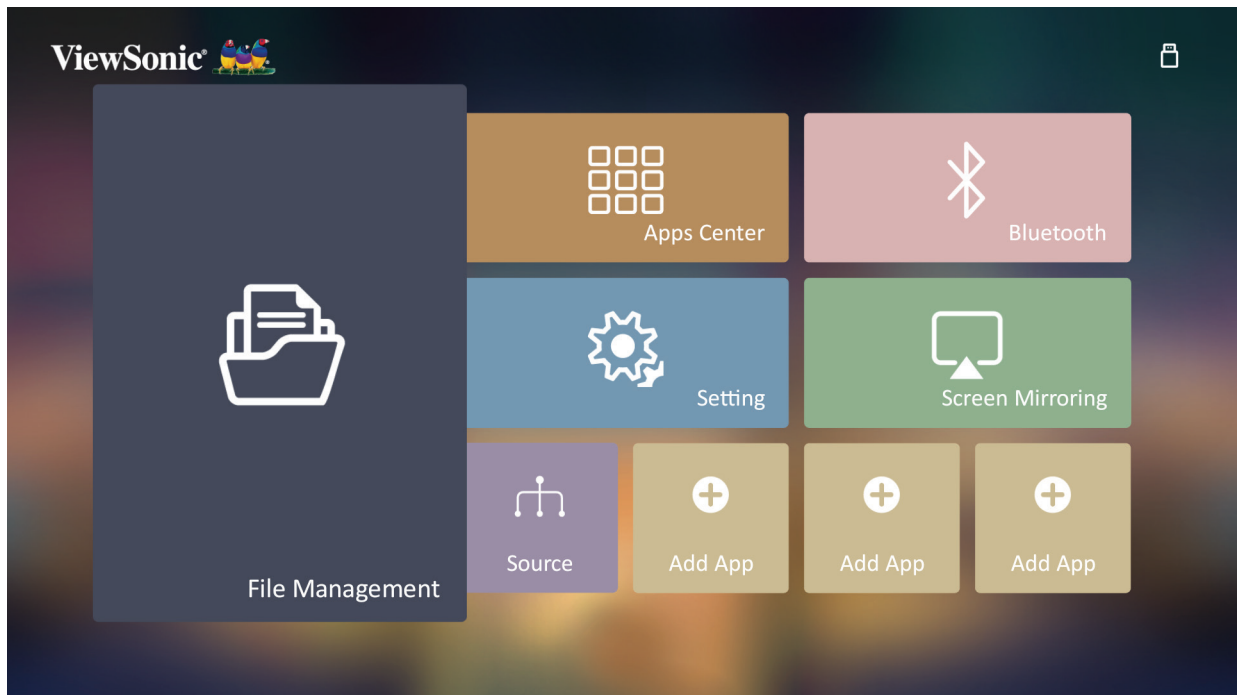 ViewSonic®
Apps Center
Bluetooth
Setting
Screen Mirroring
File Management
Source
Add App
Add App
Add App